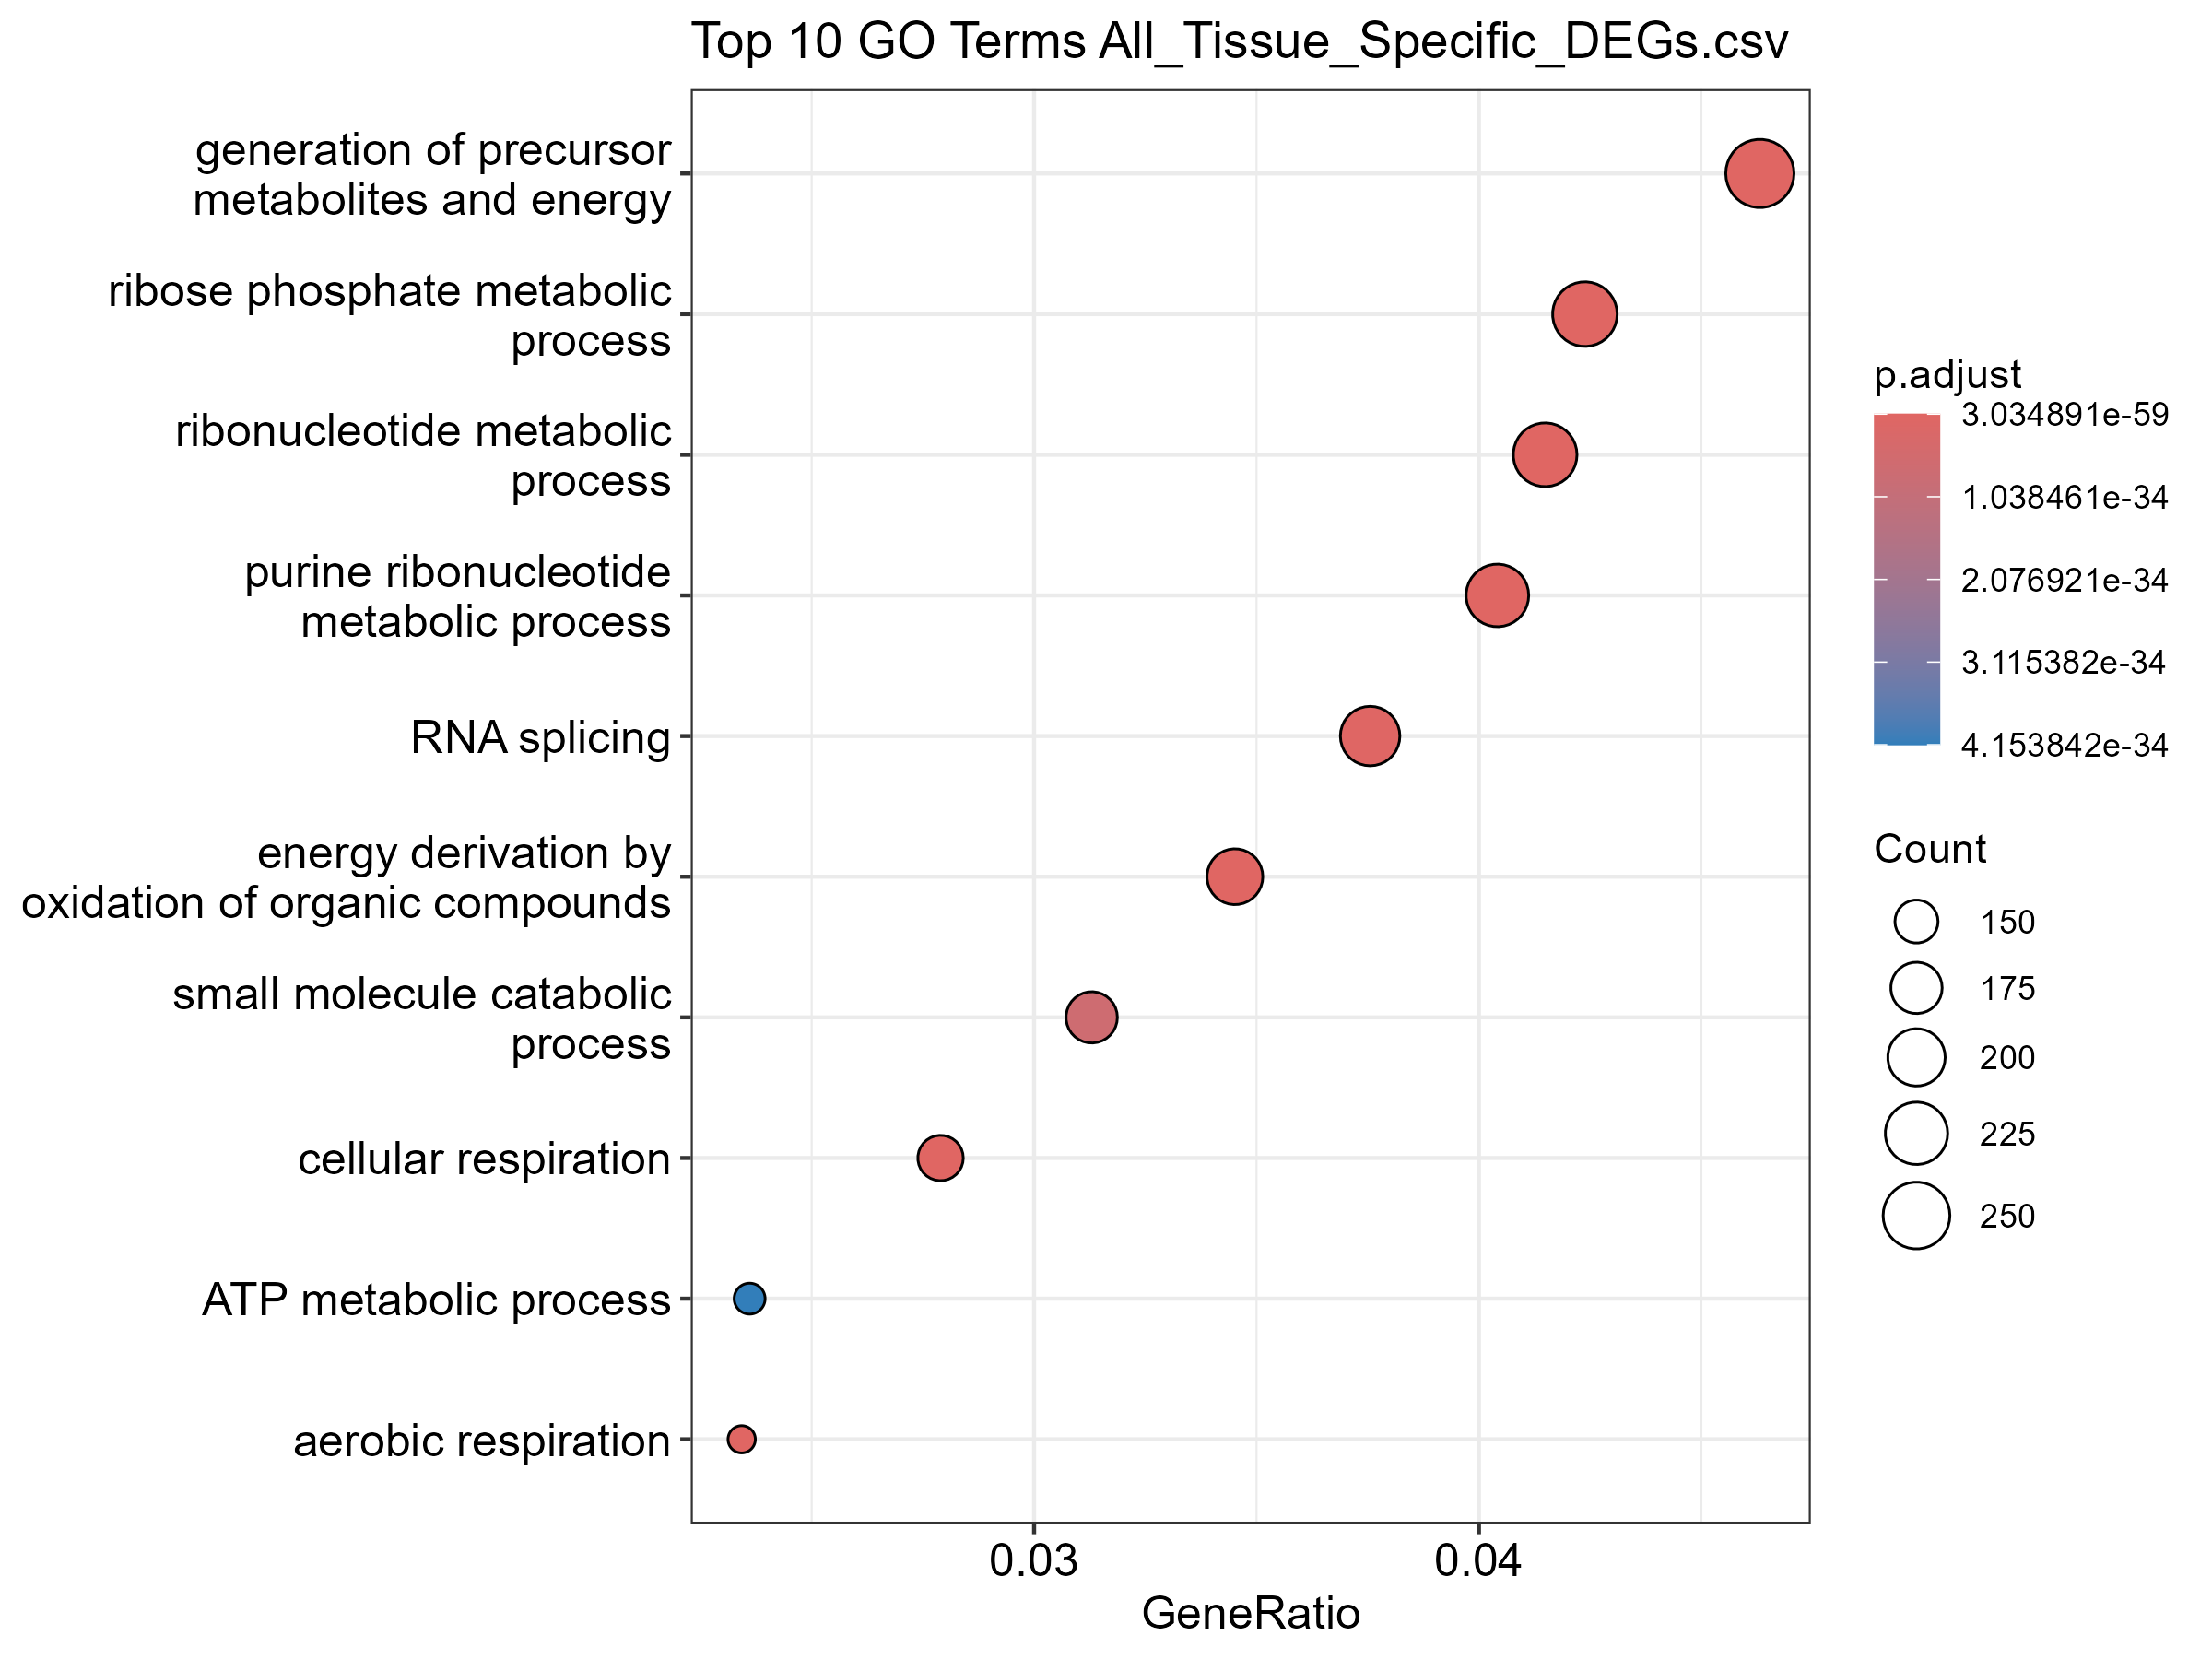 Top 10 GO Terms All_Tissue_Specific_DEGs.csv
generation of precursor
metabolites and energy
ribose phosphate metabolic
process
ribonucleotide metabolic
process
purine ribonucleotide
metabolic process
RNA splicing
energy derivation by
oxidation of organic compounds
small molecule catabolic
process
cellular respiration
ATP metabolic process
aerobic respiration
0.03
0.04
GeneRatio
p.adjust
3.034891e-59
1.038461e-34
2.076921e-34
3.115382e-34
4.153842e-34
Count
150
175
200
225
250